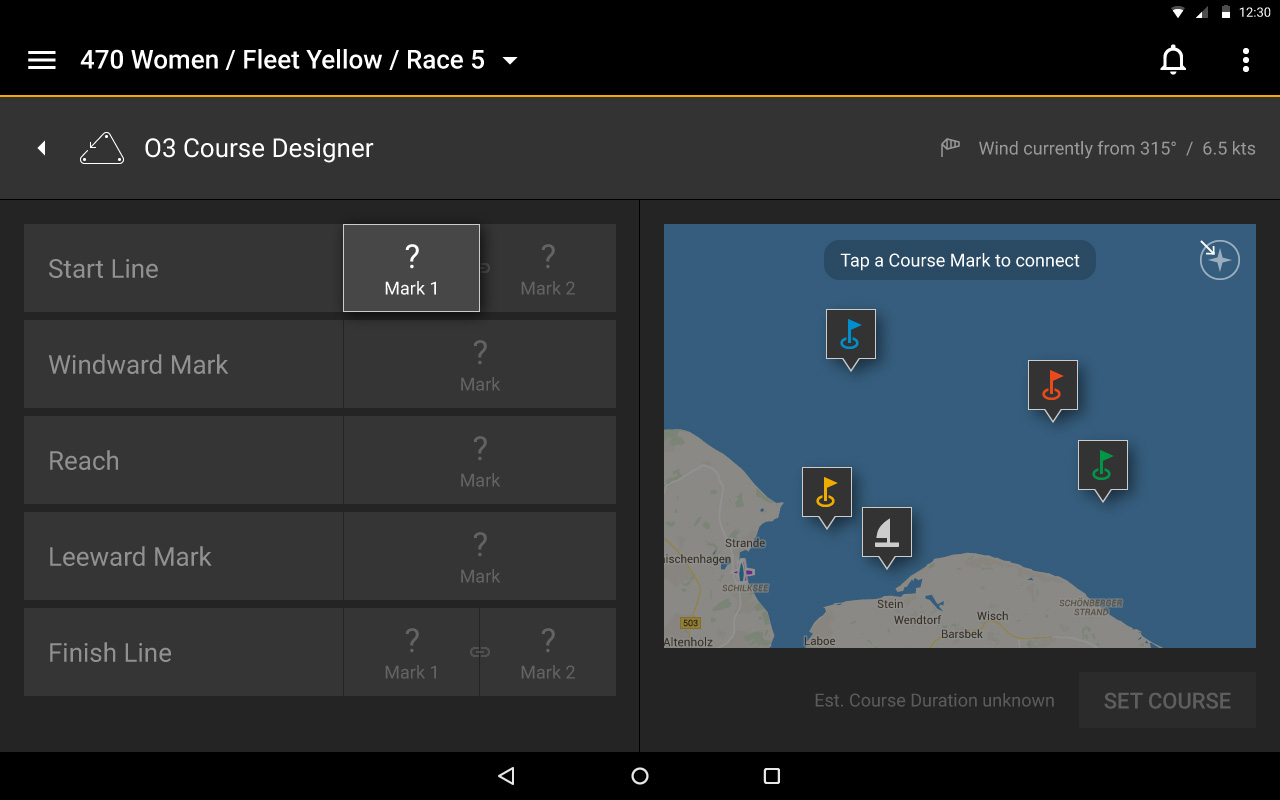 12:30
470 Women / Fleet Yellow / Race 5
O3 Course Designer
Wind currently from 315° / 6.5 kts
Start Line
?
Mark 1
?
Mark 2
Windward Mark
?
Mark
Reach
?
Mark
Leeward Mark
?
Mark
Finish Line
?
Mark 1
?
Mark 2
Tap a Course Mark to connect
Strande
aischenhagen
SCHILKSEE
503
Altenholz
Stein
Wendtorf
Laboe
Wisch
Barsbek
SCHÖNBERGER
STRAND
Est. Course Duration unknown
SET COURSE